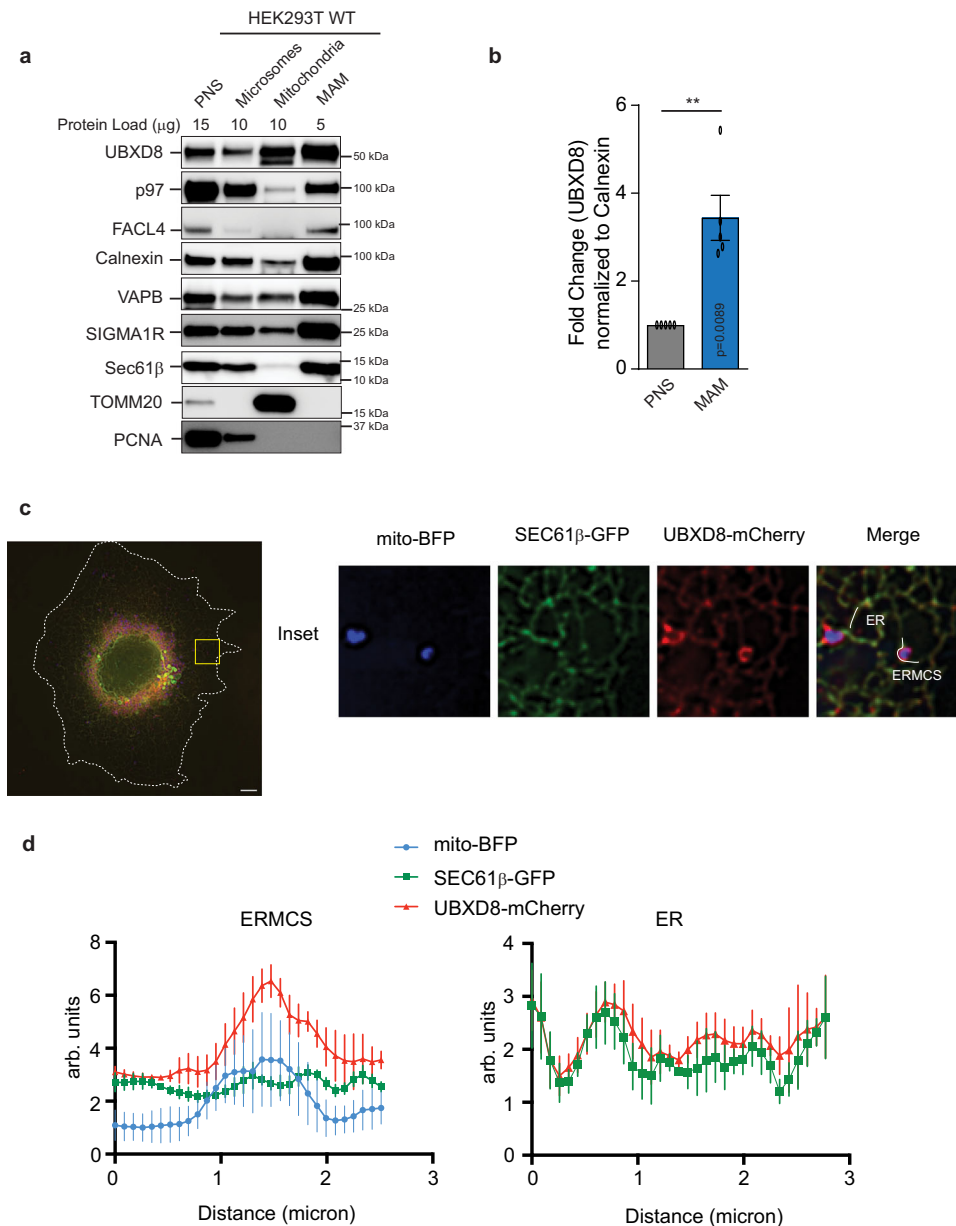 HEK293T WT
a
PNS
Microsomes
Mitochondria
MAM
Protein Load (μg) 15 10 10 5
UBXD8 50 kDa
p97 100 kDa
FACL4 100 kDa
Calnexin 100 kDa
VAPB 25 kDa
SIGMA1R 25 kDa
Sec61β 15 kDa
10 kDa
TOMM20 15 kDa
PCNA 37 kDa
b
Fold Change (UBXD8)
normalized to Calnexin
6
4
2
0
**
p=0.0089
PNS
MAM
c
Inset
mito-BFP SEC61β-GFP UBXD8-mCherry Merge
ER
ERMCS
d
mito-BFP
SEC61β-GFP
UBXD8-mCherry
ERMCS
arb. units
8
6
4
2
0
0 1 2 3
Distance (micron)
ER
arb. units
4
3
2
1
0
0 1 2 3
Distance (micron)